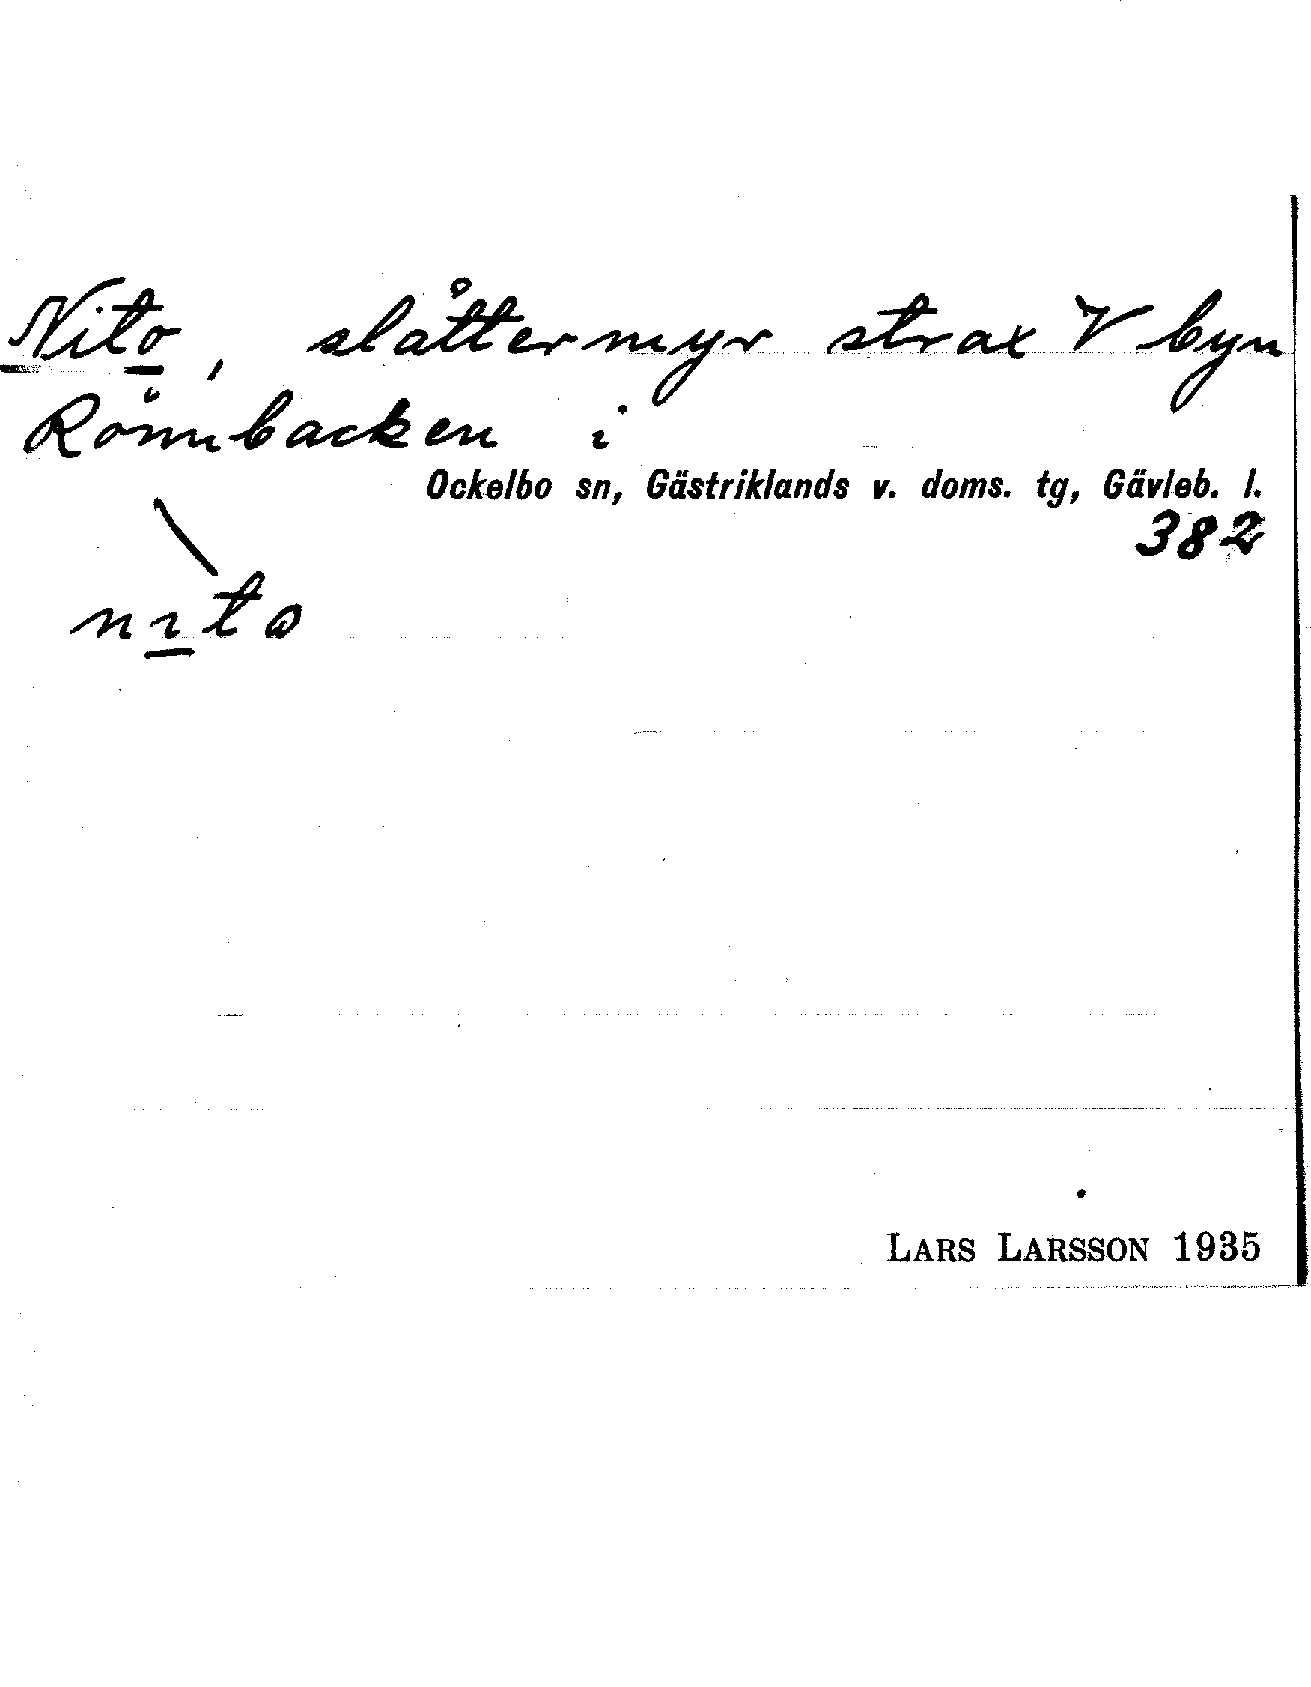 Nito, slåttermyr strax V byn
Rönnbacken i
Ockelbo sn, Gästriklands v. doms. tg, Gävleb. l.
382
nito
LARS LARSSON 1935